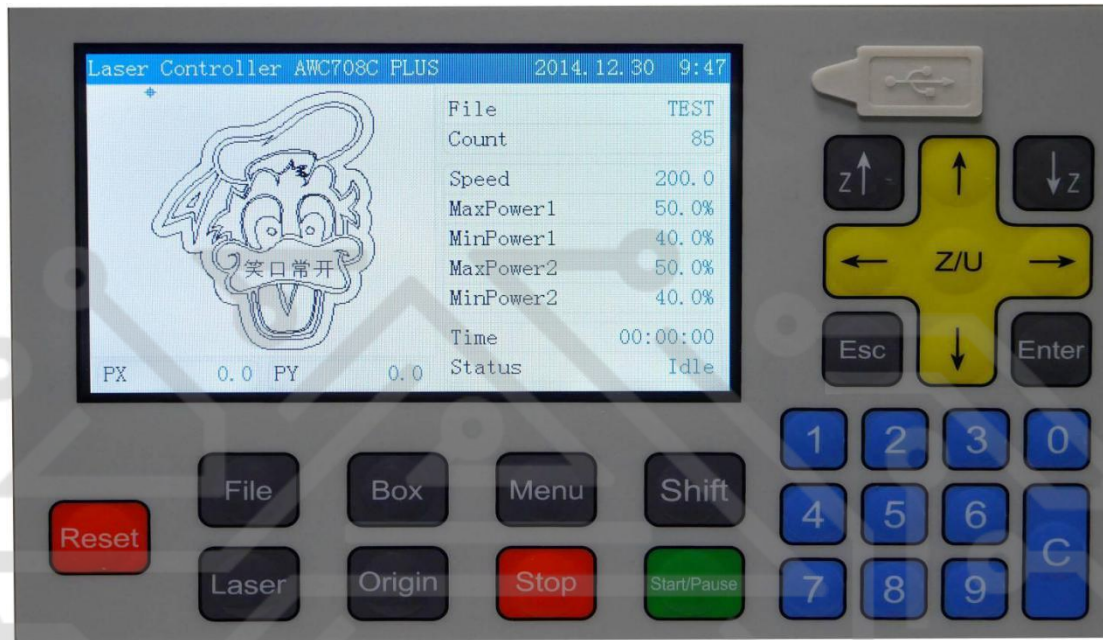 Laser Controller AWC708C PLUS 2014.12.30 9:47
File TEST
Count 85
Speed 200.0
MaxPower1 50.0%
MinPower1 40.0%
MaxPower2 50.0%
MinPower2 40.0%
笑口常开
Time 00:00:00
Status Idle
PX 0.0 PY 0.0
Z↑ ↑ ↓Z
← Z/U →
Esc ↓ Enter
1 2 3 0
File Box Menu Shift
4 5 6
Reset
C
Laser Origin Stop Start/Pause
7 8 9